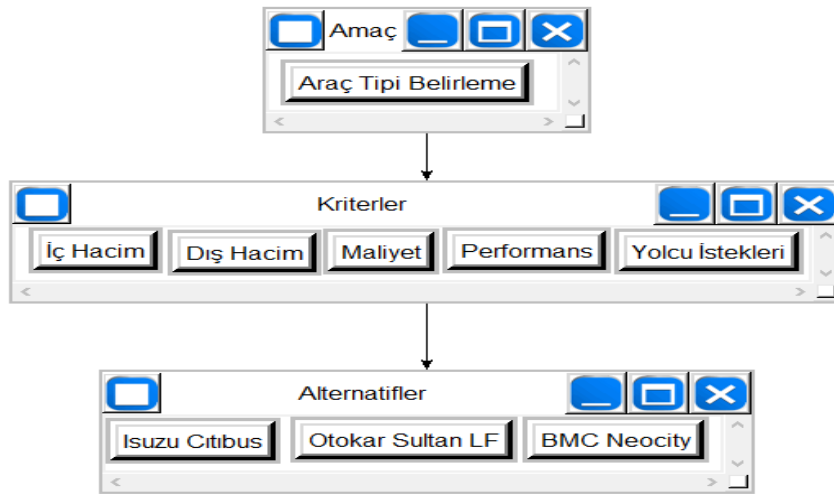 Amaç
Araç Tipi Belirleme
Kriterler
İç Hacim Dış Hacim Maliyet Performans Yolcu İstekleri
Alternatifler
Isuzu Cıtıbus Otokar Sultan LF BMC Neocity